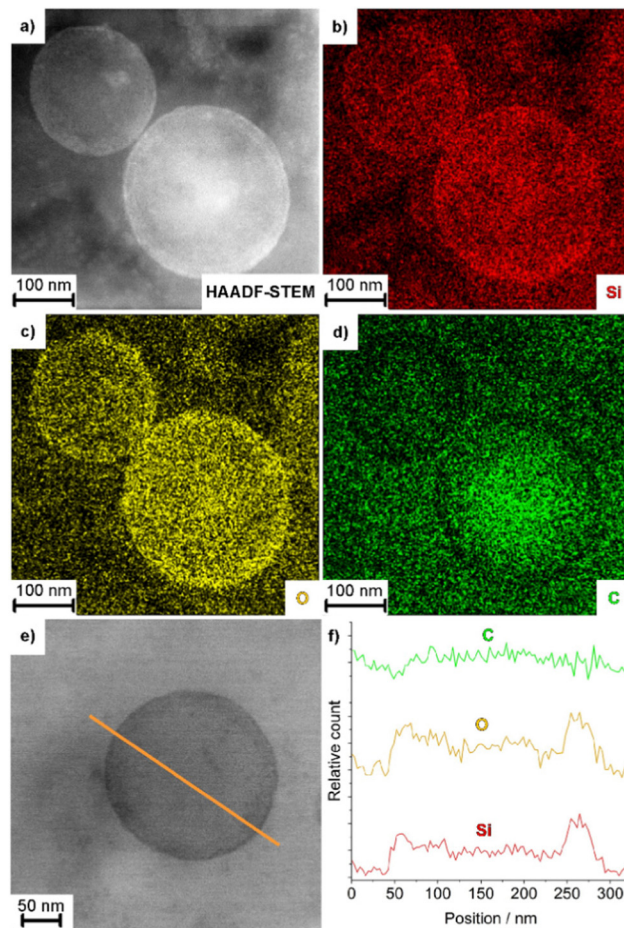 a)
100 nm
HAADF-STEM
b)
100 nm
Si
c)
100 nm
O
d)
100 nm
C
e)
50 nm
f)
C
O
Si
Relative count
0 50 100 150 200 250 300
Position / nm